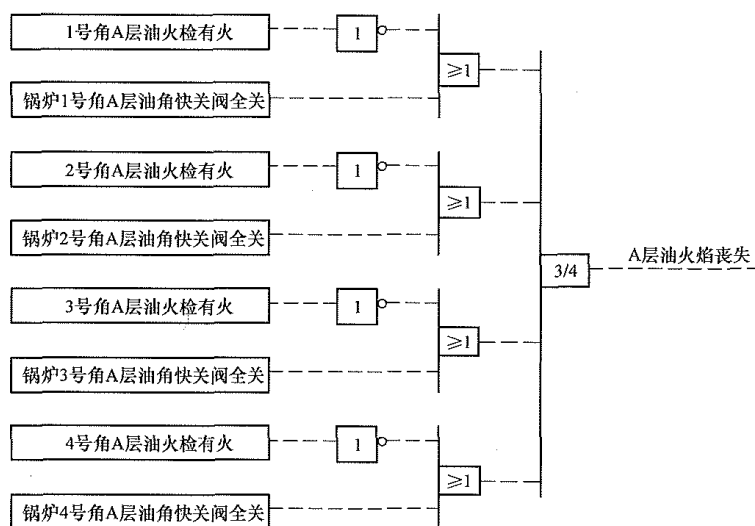 1号角A层油火检有火
1
≥1
锅炉1号角A层油角快关阀全关
2号角A层油火检有火
1
≥1
锅炉2号角A层油角快关阀全关
A层油火焰丧失
3/4
3号角A层油火检有火
1
≥1
锅炉3号角A层油角快关阀全关
4号角A层油火检有火
1
≥1
锅炉4号角A层油角快关阀全关